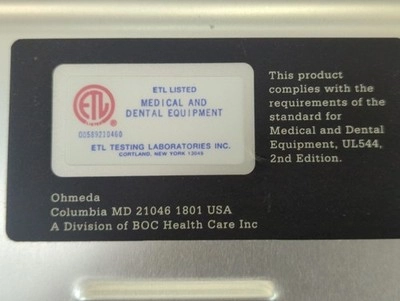 ETL LISTED
MEDICAL AND
DENTAL EQUIPMENT
ETL
ETL TESTING LABORATORIES INC.
CORTLAND, NEW YORK 13045
This product
complies with the
requirements of the
standard for
Medical and Dental
Equipment, UL544,
2nd Edition.
Ohmeda
Columbia MD 21046 1801 USA
A Division of BOC Health Care Inc